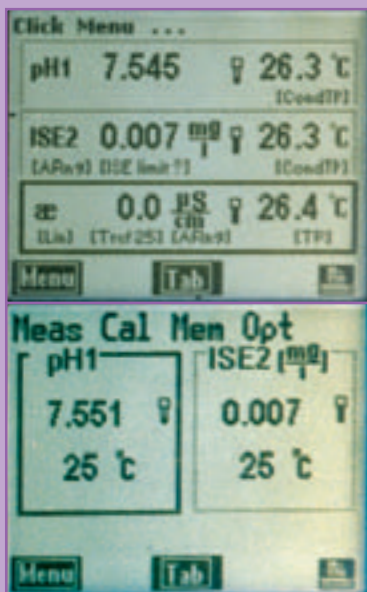 Click Menu ...
pH1 7.545 26.3 °C
[CondTP]
ISE2 0.007 mg/l 26.3 °C
[ARng] [ISE limit?] [CondTP]
æ 0.0 µS/cm 26.4 °C
[Lin] [Tref25] [ARng] [TP]
Menu Tab
Meas Cal Mem Opt
pH1 ISE2 [mg/l]
7.551 0.007
25 °C 25 °C
Menu Tab